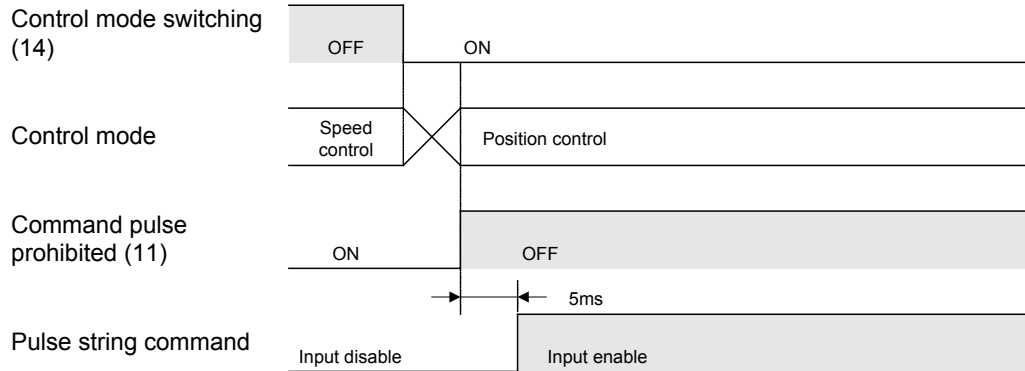 Control mode switching
(14)
OFF
ON
Control mode
Speed
control
Position control
Command pulse
prohibited (11)
ON
OFF
5ms
Pulse string command
Input disable
Input enable